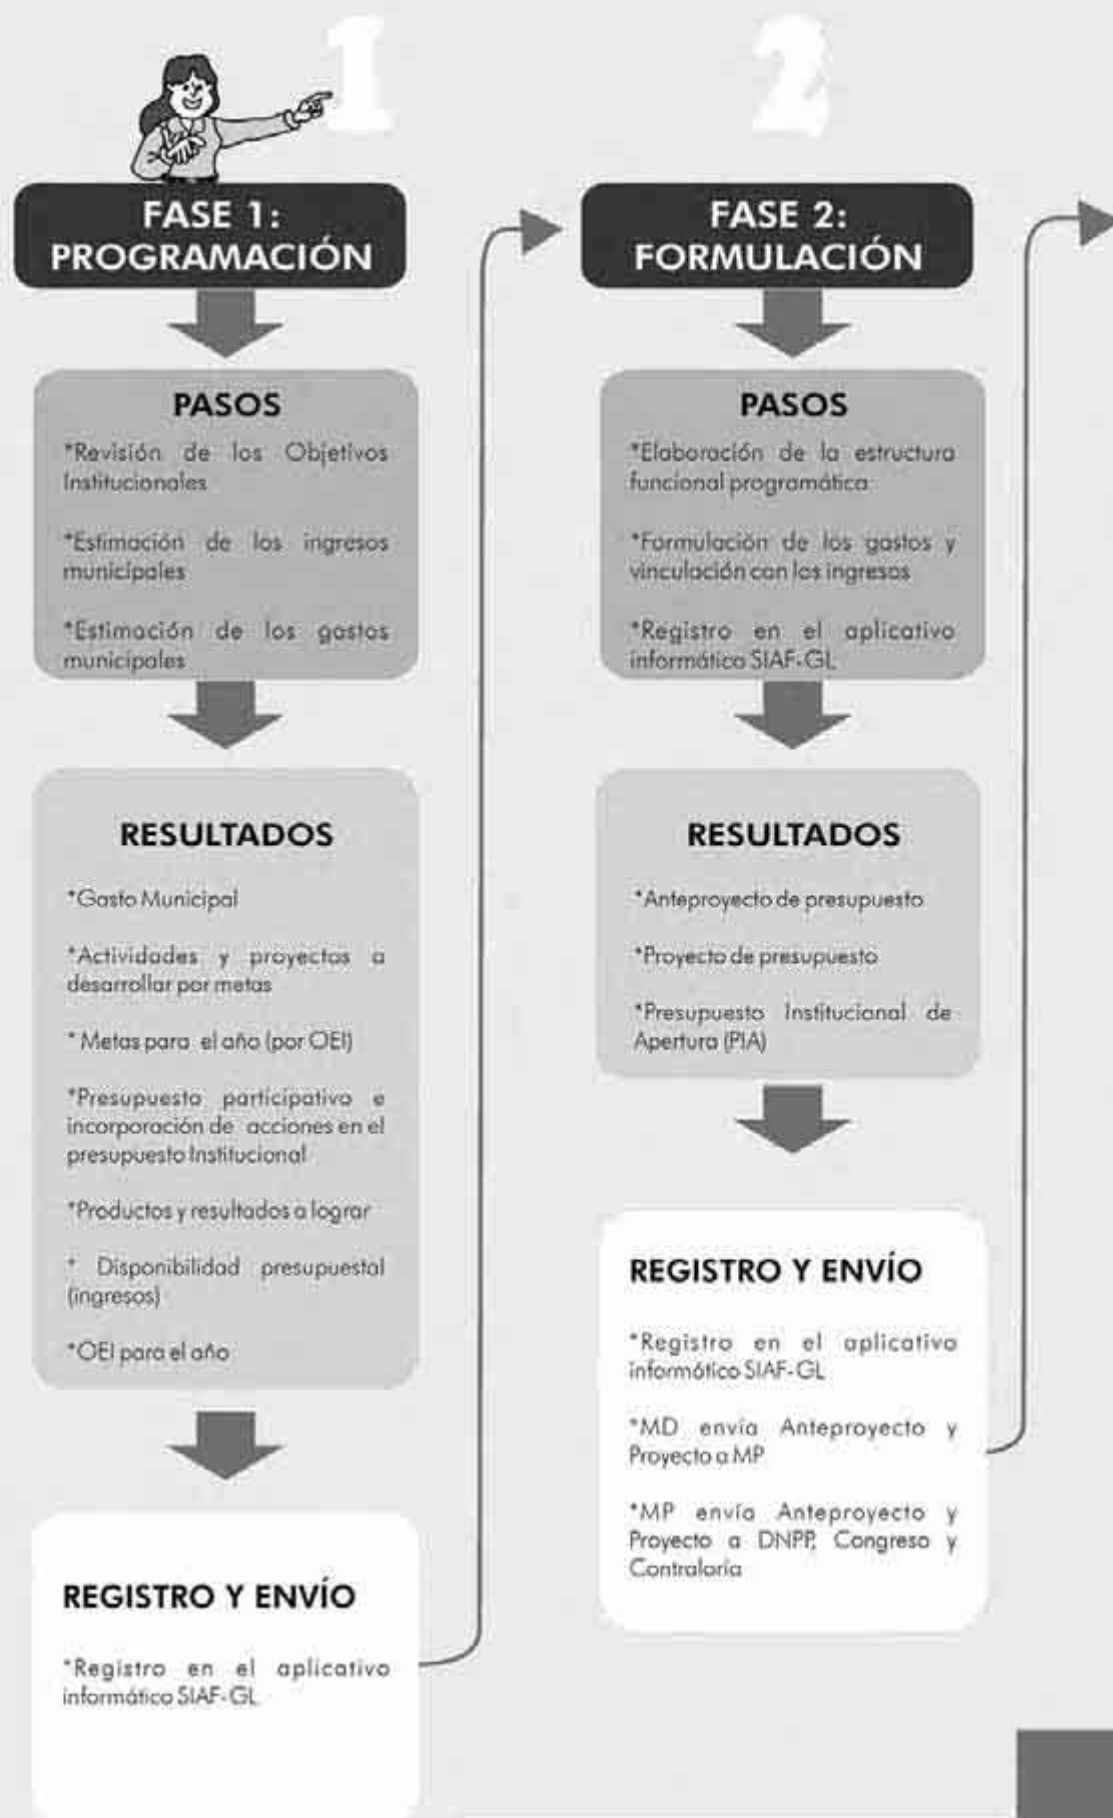 1
FASE 1:
PROGRAMACIÓN
PASOS
*Revisión de los Objetivos
Institucionales
*Estimación de los ingresos
municipales
*Estimación de los gastos
municipales
RESULTADOS
*Gasto Municipal
*Actividades y proyectos a
desarrollar por metas
* Metas para el año (por OEI)
*Presupuesto participativo e
incorporación de acciones en el
presupuesto Institucional
*Productos y resultados a lograr
* Disponibilidad presupuestal
(ingresos)
*OEI para el año
REGISTRO Y ENVÍO
*Registro en el aplicativo
informático SIAF-GL
2
FASE 2:
FORMULACIÓN
PASOS
*Elaboración de la estructura
funcional programática
*Formulación de los gastos y
vinculación con los ingresos
*Registro en el aplicativo
informático SIAF-GL
RESULTADOS
*Anteproyecto de presupuesto
*Proyecto de presupuesto
*Presupuesto Institucional de
Apertura (PIA)
REGISTRO Y ENVÍO
*Registro en el aplicativo
informático SIAF-GL
*MD envía Anteproyecto y
Proyecto a MP
*MP envía Anteproyecto y
Proyecto a DNPP, Congreso y
Contraloría